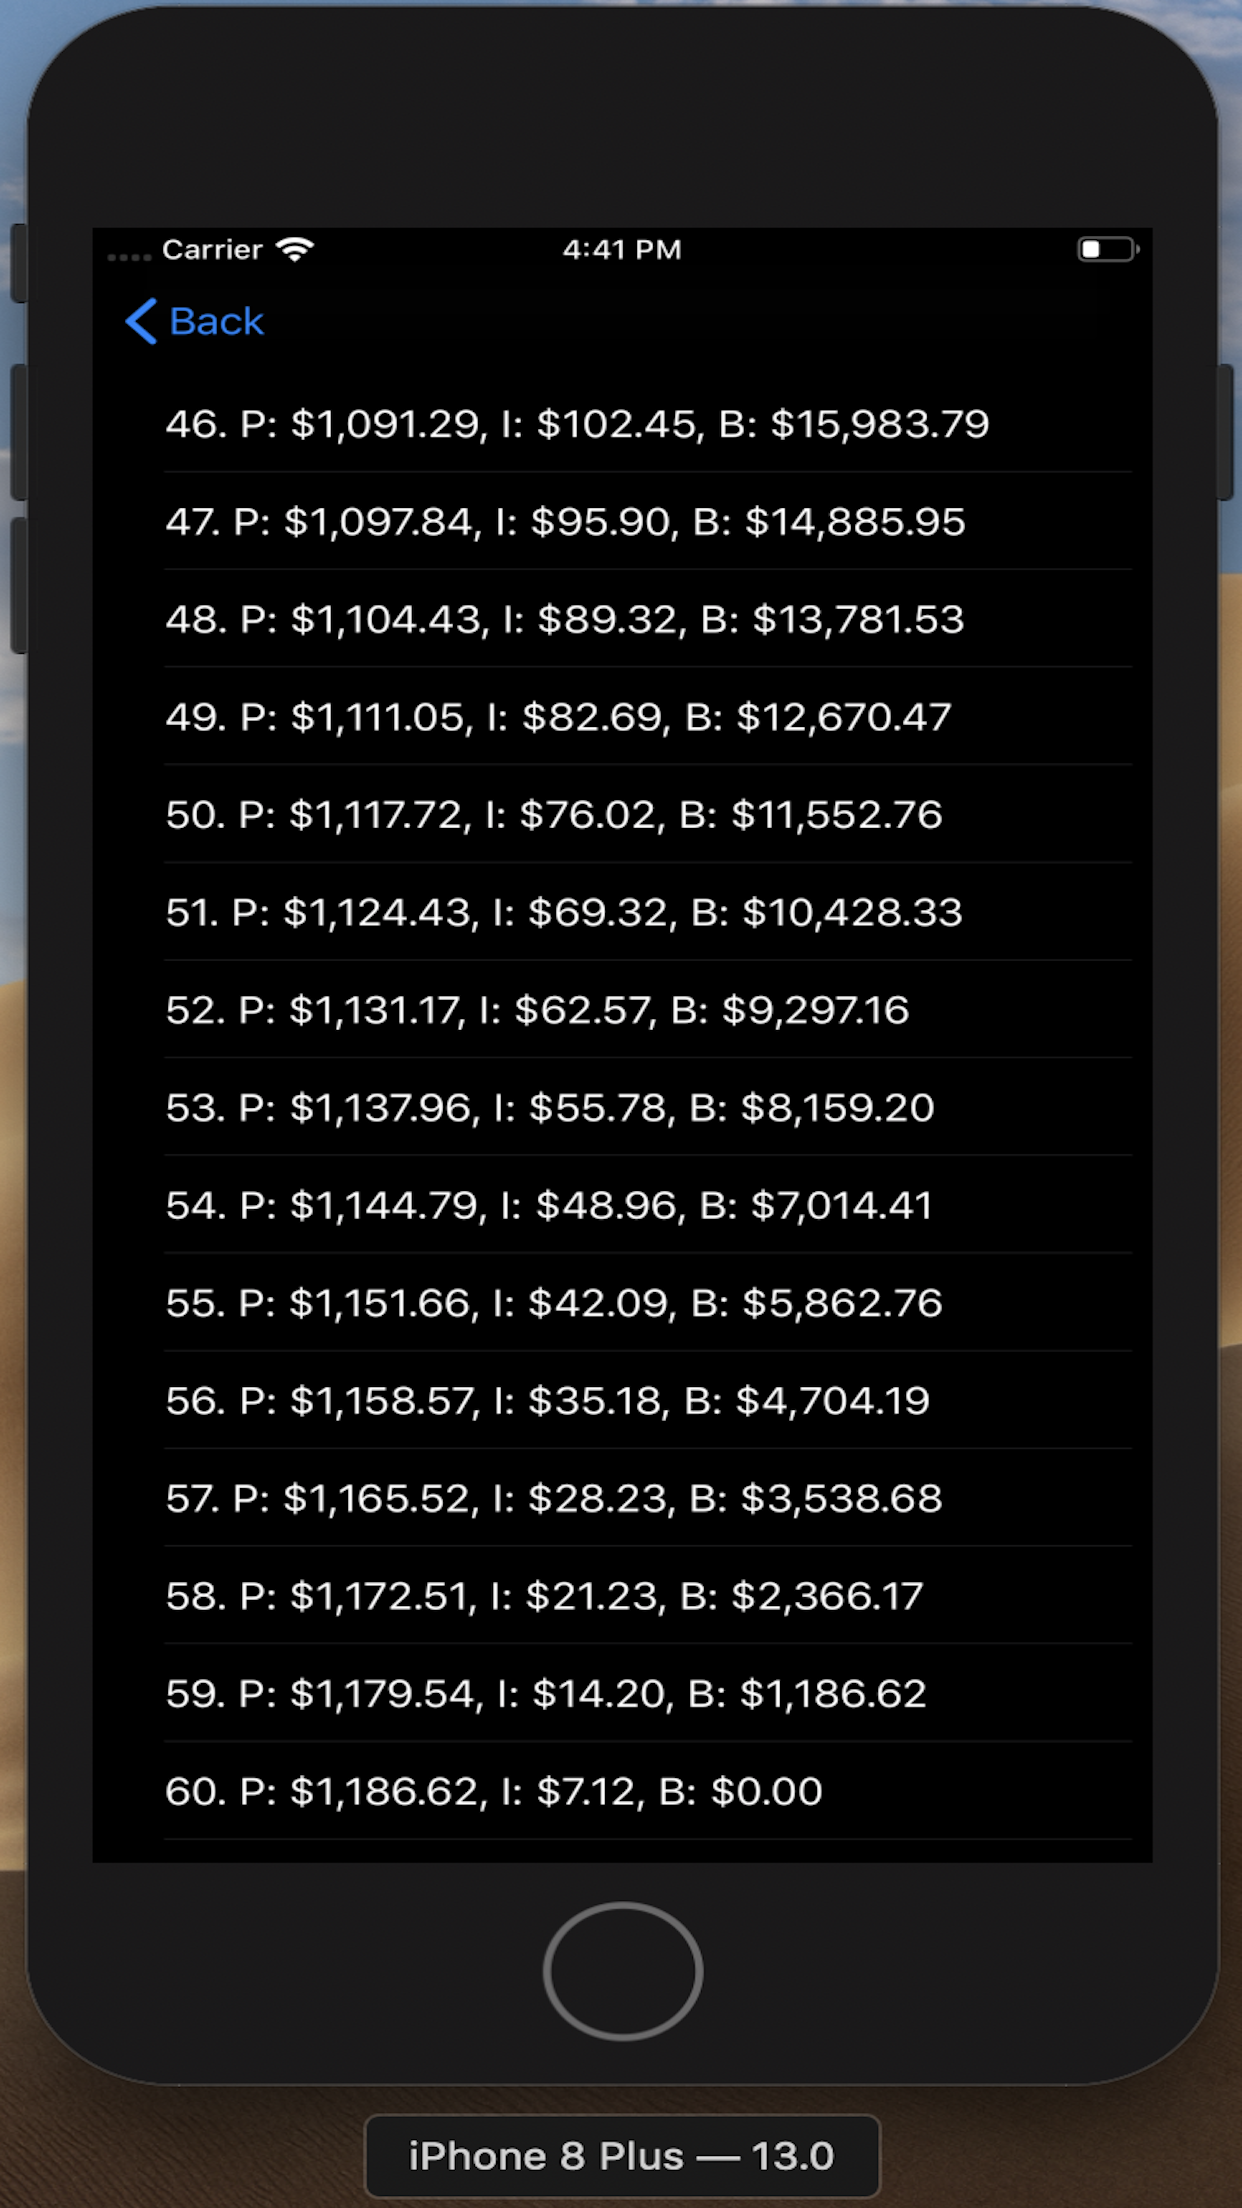 Carrier 4:41 PM
Back
46. P: $1,091.29, I: $102.45, B: $15,983.79
47. P: $1,097.84, I: $95.90, B: $14,885.95
48. P: $1,104.43, I: $89.32, B: $13,781.53
49. P: $1,111.05, I: $82.69, B: $12,670.47
50. P: $1,117.72, I: $76.02, B: $11,552.76
51. P: $1,124.43, I: $69.32, B: $10,428.33
52. P: $1,131.17, I: $62.57, B: $9,297.16
53. P: $1,137.96, I: $55.78, B: $8,159.20
54. P: $1,144.79, I: $48.96, B: $7,014.41
55. P: $1,151.66, I: $42.09, B: $5,862.76
56. P: $1,158.57, I: $35.18, B: $4,704.19
57. P: $1,165.52, I: $28.23, B: $3,538.68
58. P: $1,172.51, I: $21.23, B: $2,366.17
59. P: $1,179.54, I: $14.20, B: $1,186.62
60. P: $1,186.62, I: $7.12, B: $0.00
iPhone 8 Plus — 13.0